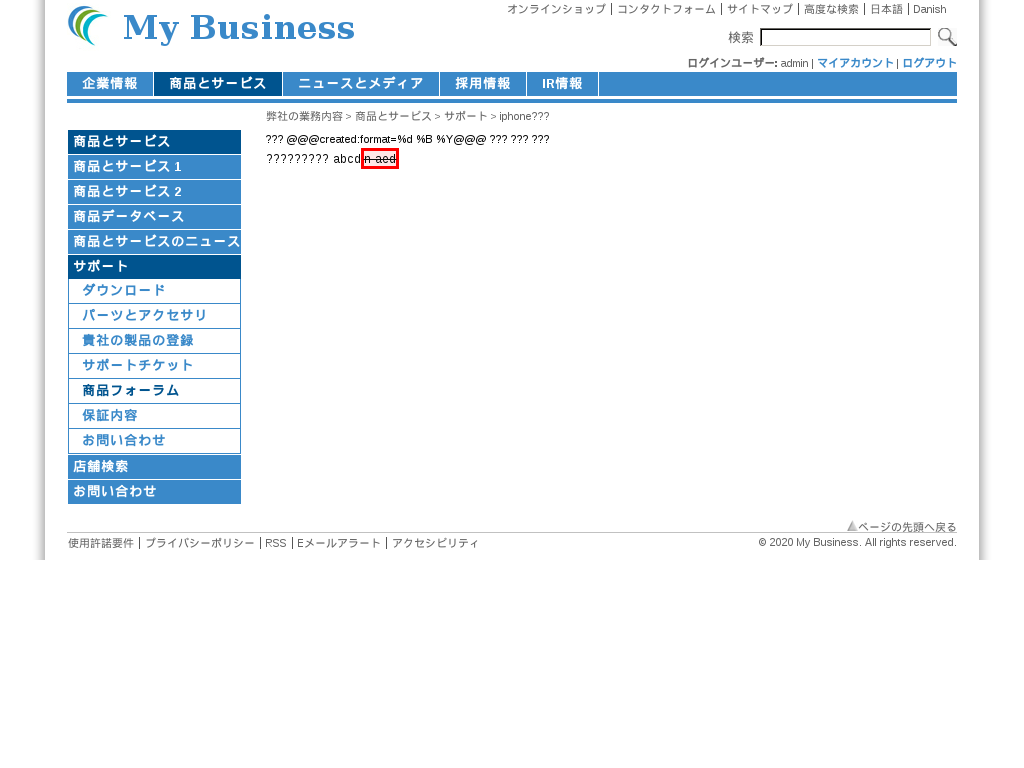 My Business
オンラインショップ | コンタクトフォーム | サイトマップ | 高度な検索 | 日本語 | Danish
検索
ログインユーザー: admin | マイアカウント | ログアウト
企業情報 商品とサービス ニュースとメディア 採用情報 IR情報
弊社の業務内容 > 商品とサービス > サポート > iphone???
??? @@@created:format=%d %B %Y@@@ ??? ??? ???
????????? abcd n aed
商品とサービス
商品とサービス 1
商品とサービス 2
商品データベース
商品とサービスのニュース
サポート
ダウンロード
パーツとアクセサリ
貴社の製品の登録
サポートチケット
商品フォーラム
保証内容
お問い合わせ
店舗検索
お問い合わせ
ページの先頭へ戻る
使用許諾要件 | プライバシーポリシー | RSS | Eメールアラート | アクセシビリティ
© 2020 My Business. All rights reserved.